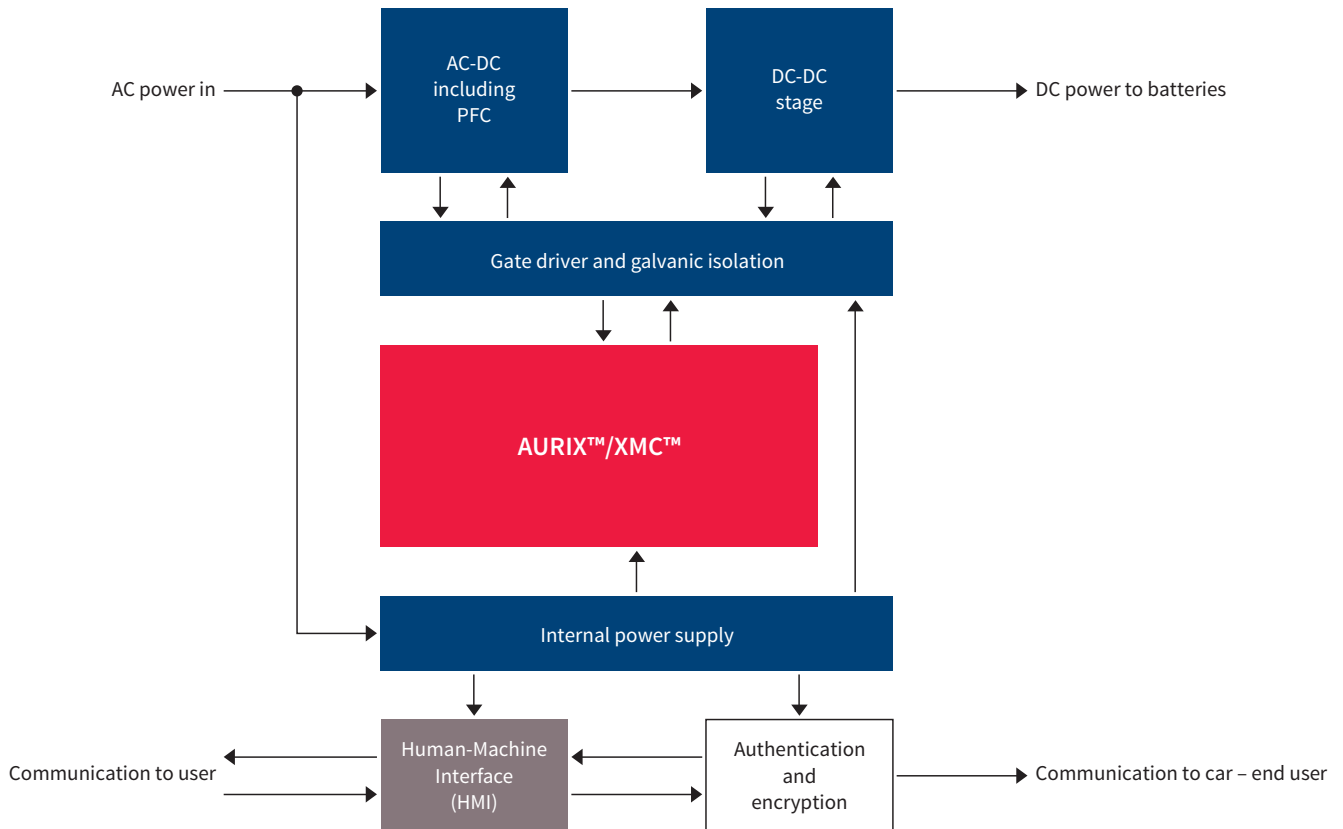 AC power in
AC-DC
including
PFC
DC-DC
stage
DC power to batteries
Gate driver and galvanic isolation
AURIX™/XMC™
Internal power supply
Communication to user
Human-Machine
Interface
(HMI)
Authentication
and
encryption
Communication to car – end user